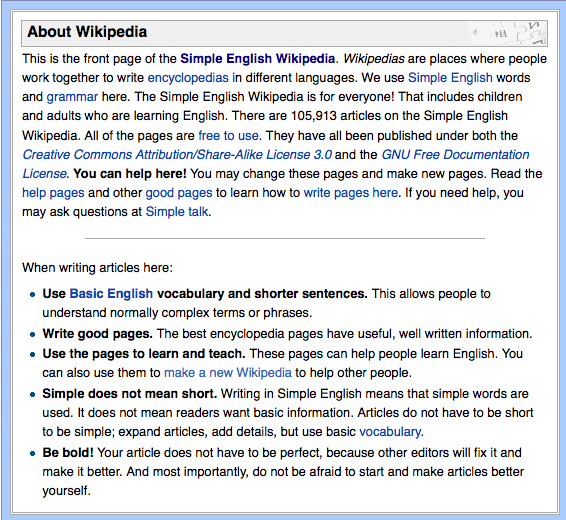 About Wikipedia
This is the front page of the Simple English Wikipedia. Wikipedias are places where people
work together to write encyclopedias in different languages. We use Simple English words
and grammar here. The Simple English Wikipedia is for everyone! That includes children
and adults who are learning English. There are 105,913 articles on the Simple English
Wikipedia. All of the pages are free to use. They have all been published under both the
Creative Commons Attribution/Share-Alike License 3.0 and the GNU Free Documentation
License. You can help here! You may change these pages and make new pages. Read the
help pages and other good pages to learn how to write pages here. If you need help, you
may ask questions at Simple talk.
When writing articles here:
• Use Basic English vocabulary and shorter sentences. This allows people to
understand normally complex terms or phrases.
• Write good pages. The best encyclopedia pages have useful, well written information.
• Use the pages to learn and teach. These pages can help people learn English. You
can also use them to make a new Wikipedia to help other people.
• Simple does not mean short. Writing in Simple English means that simple words are
used. It does not mean readers want basic information. Articles do not have to be short
to be simple; expand articles, add details, but use basic vocabulary.
• Be bold! Your article does not have to be perfect, because other editors will fix it and
make it better. And most importantly, do not be afraid to start and make articles better
yourself.